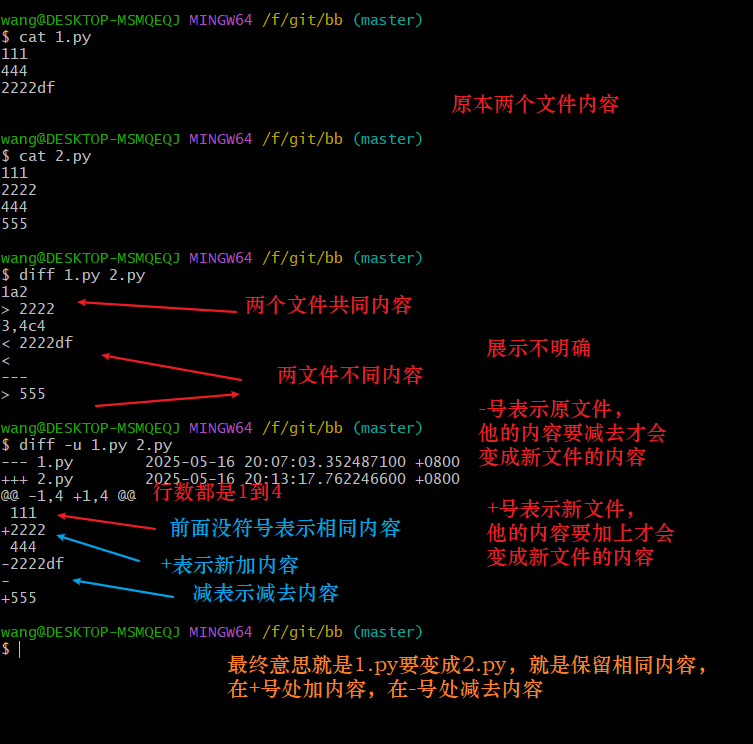 wang@DESKTOP-MSMQEQJ MINGW64 /f/git/bb (master)
$ cat 1.py
111
444
2222df
原本两个文件内容
wang@DESKTOP-MSMQEQJ MINGW64 /f/git/bb (master)
$ cat 2.py
111
2222
444
555
wang@DESKTOP-MSMQEQJ MINGW64 /f/git/bb (master)
$ diff 1.py 2.py
1a2
> 2222
两个文件共同内容
3,4c4
< 2222df
展示不明确
<
---
两文件不同内容
> 555
wang@DESKTOP-MSMQEQJ MINGW64 /f/git/bb (master)
$ diff -u 1.py 2.py
-号表示原文件，
他的内容要减去才会
变成新文件的内容
--- 1.py        2025-05-16 20:07:03.352487100 +0800
+++ 2.py        2025-05-16 20:13:17.762246600 +0800
@@ -1,4 +1,4 @@
行数都是1到4
 111
前面没符号表示相同内容
+2222
+表示新加内容
 444
-2222df
-
减表示减去内容
+555
+号表示新文件，
他的内容要加上才会
变成新文件的内容
wang@DESKTOP-MSMQEQJ MINGW64 /f/git/bb (master)
$
最终意思就是1.py要变成2.py，就是保留相同内容，
在+号处加内容，在-号处减去内容